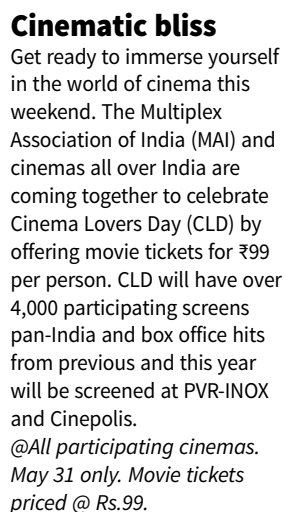 Cinematic bliss
Get ready to immerse yourself
in the world of cinema this
weekend. The Multiplex
Association of India (MAI) and
cinemas all over India are
coming together to celebrate
Cinema Lovers Day (CLD) by
offering movie tickets for ₹99
per person. CLD will have over
4,000 participating screens
pan-India and box office hits
from previous and this year
will be screened at PVR-INOX
and Cinepolis.
@All participating cinemas.
May 31 only. Movie tickets
priced @ Rs.99.